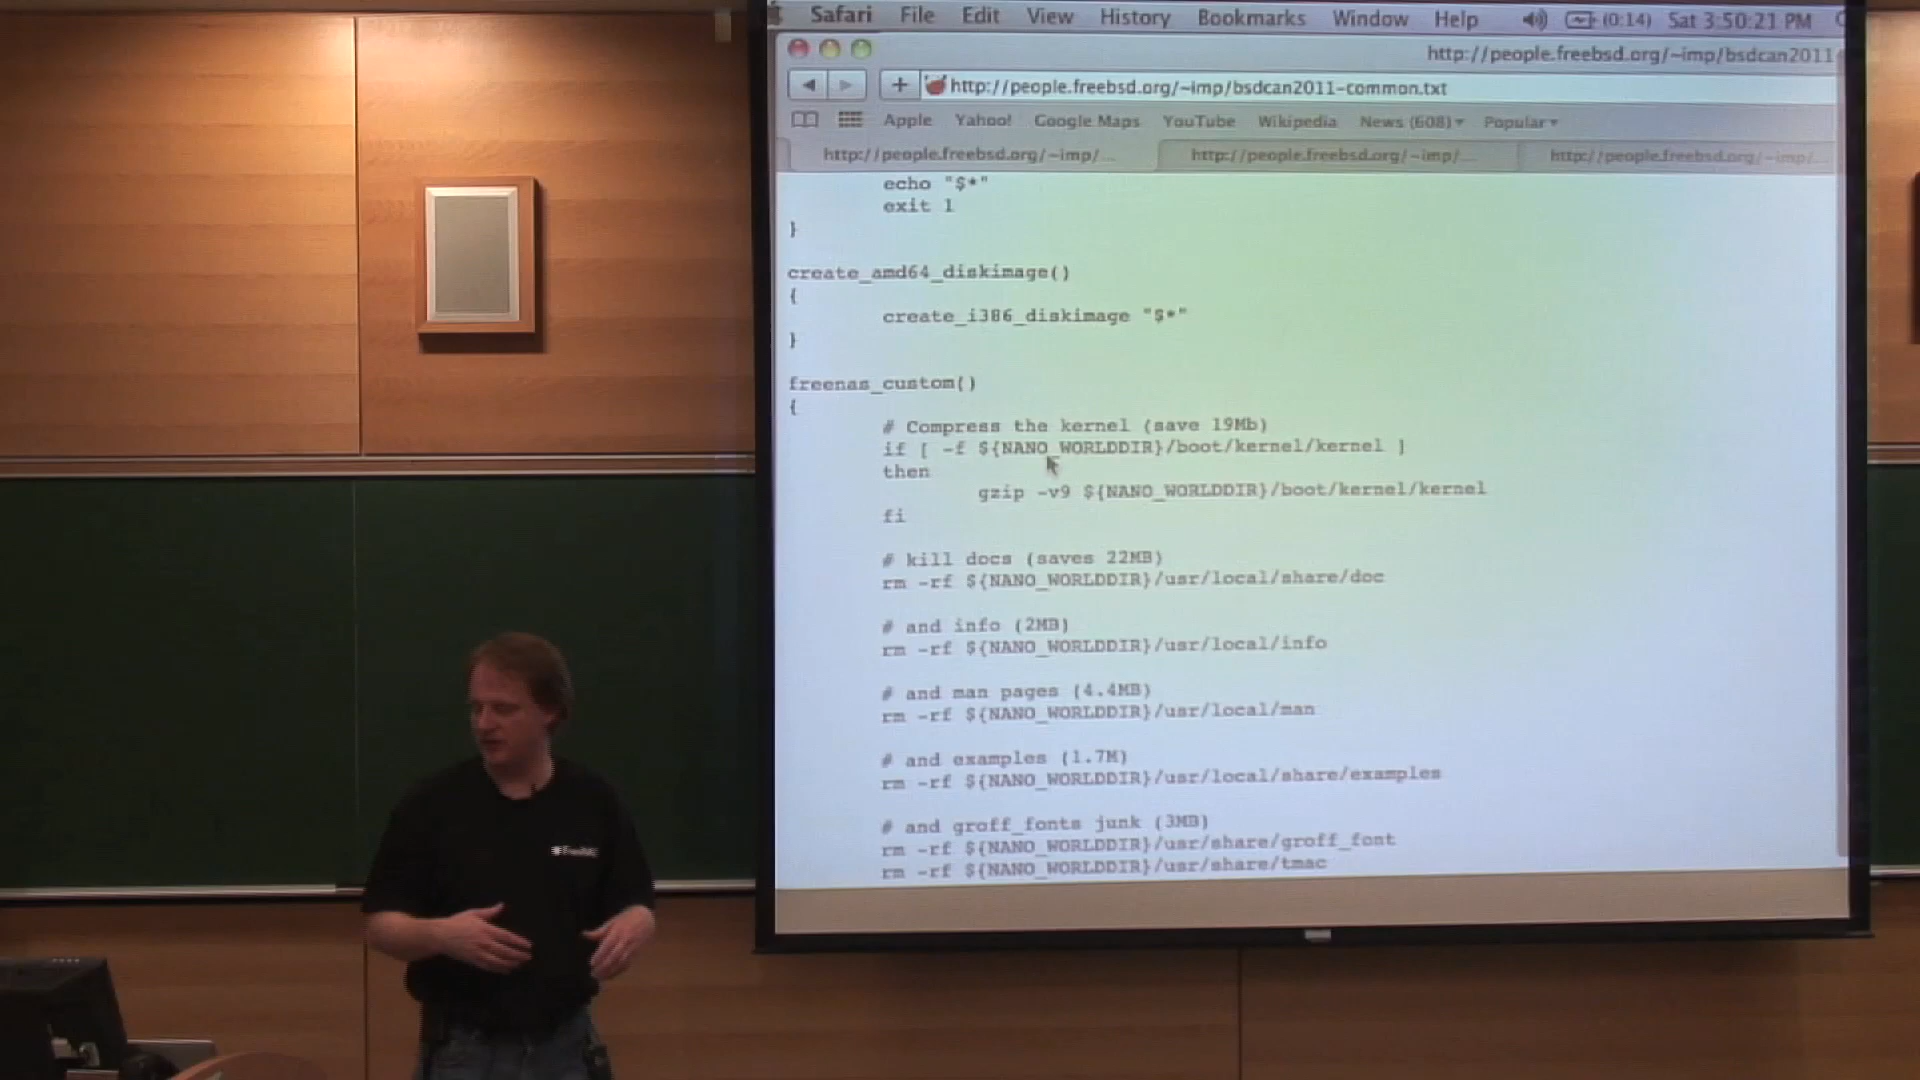 Safari File Edit View History Bookmarks Window Help (0:14) Sat 3:50:21 PM
http://people.freebsd.org/~imp/bsdcan2011
http://people.freebsd.org/~imp/bsdcan2011-common.txt
Apple Yahoo! Google Maps YouTube Wikipedia News (608) Popular
http://people.freebsd.org/~imp/... http://people.freebsd.org/~imp/... http://people.freebsd.org/~imp/...
echo "$*"
exit 1
}
create_amd64_diskimage()
{
create_i386_diskimage "$*"
}
freenas_custom()
{
# Compress the kernel (save 19Mb)
if [ -f ${NANO_WORLDDIR}/boot/kernel/kernel ]
then
gzip -v9 ${NANO_WORLDDIR}/boot/kernel/kernel
fi
# kill docs (saves 22MB)
rm -rf ${NANO_WORLDDIR}/usr/local/share/doc
# and info (2MB)
rm -rf ${NANO_WORLDDIR}/usr/local/info
# and man pages (4.4MB)
rm -rf ${NANO_WORLDDIR}/usr/local/man
# and examples (1.7M)
rm -rf ${NANO_WORLDDIR}/usr/local/share/examples
# and groff_fonts junk (3MB)
rm -rf ${NANO_WORLDDIR}/usr/share/groff_font
rm -rf ${NANO_WORLDDIR}/usr/share/tmac